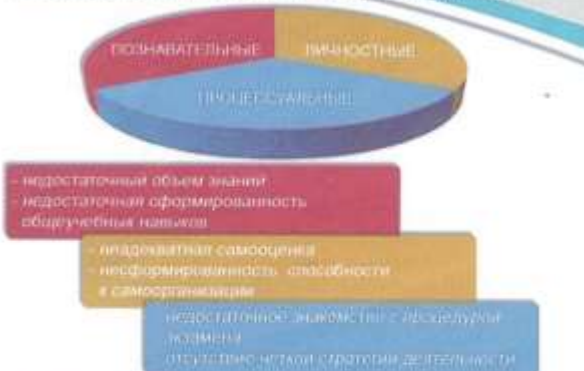 ПОЗНАВАТЕЛЬНЫЕ
ЛИЧНОСТНЫЕ
ПРОЦЕССУАЛЬНЫЕ
- недостаточный объем знаний
- недостаточная сформированность
общеучебных навыков
- неадекватная самооценка
- несформированность способности
к самоорганизации
недостаточное знакомство с процедурой
экзамена
отсутствие четкой стратегии деятельности